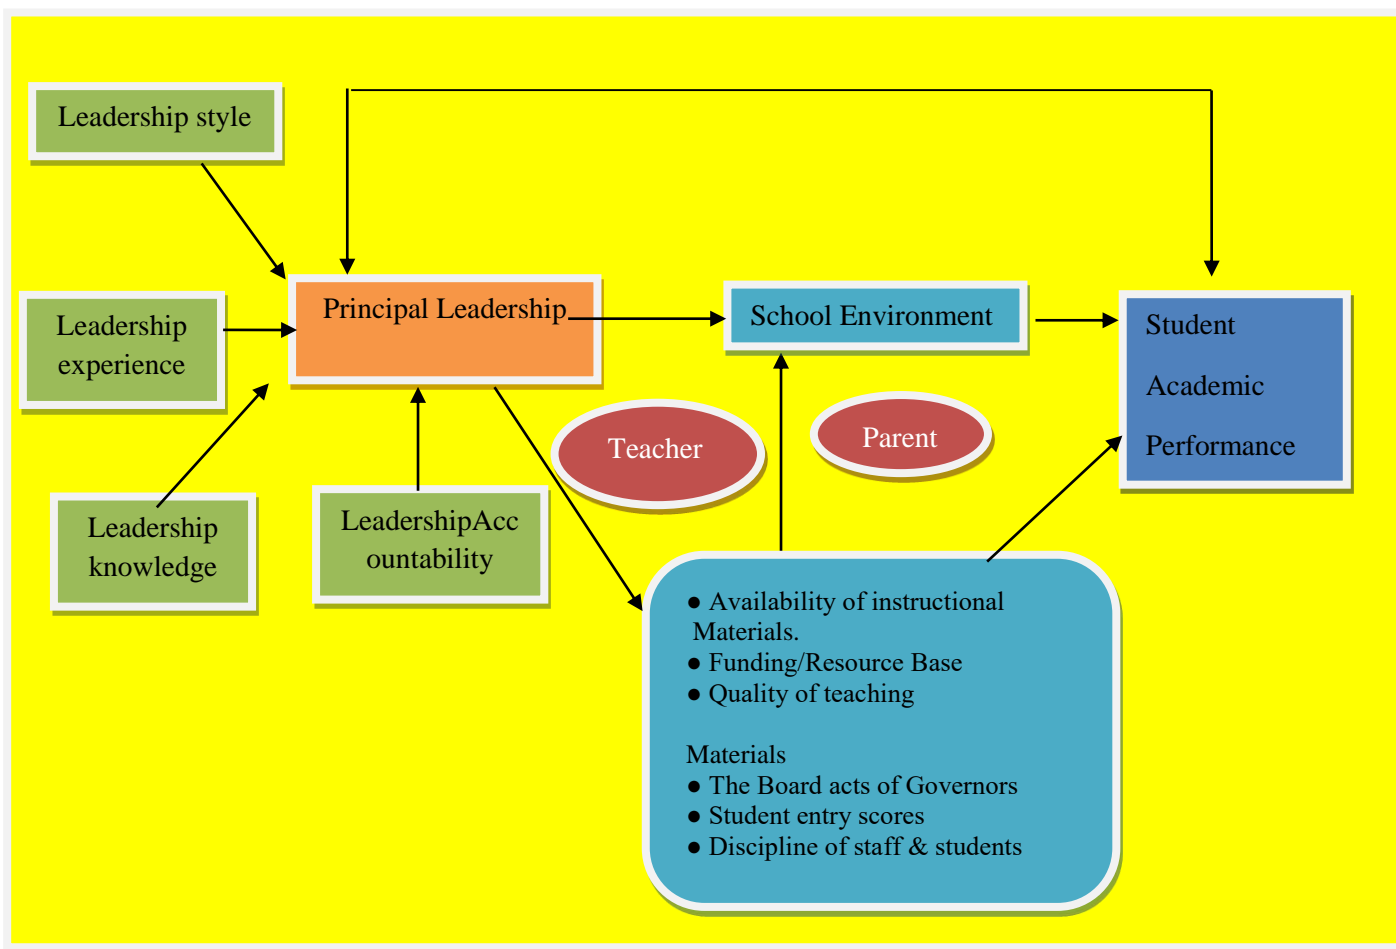 Leadership style
Principal Leadership
School Environment
Leadership
experience
Student
Academic
Performance
Teacher
Parent
Leadership
knowledge
LeadershipAcc
ountability
● Availability of instructional
Materials.
● Funding/Resource Base
● Quality of teaching
Materials
● The Board acts of Governors
● Student entry scores
● Discipline of staff & students